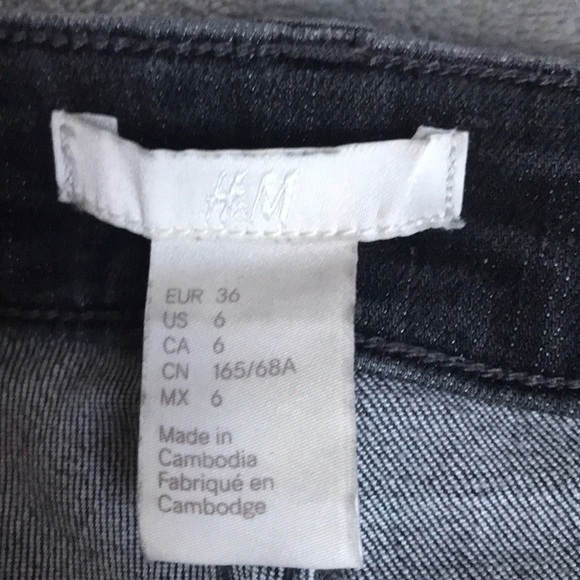 H&M
EUR 36
US 6
CA 6
CN 165/68A
MX 6
Made in
Cambodia
Fabriqué en
Cambodge